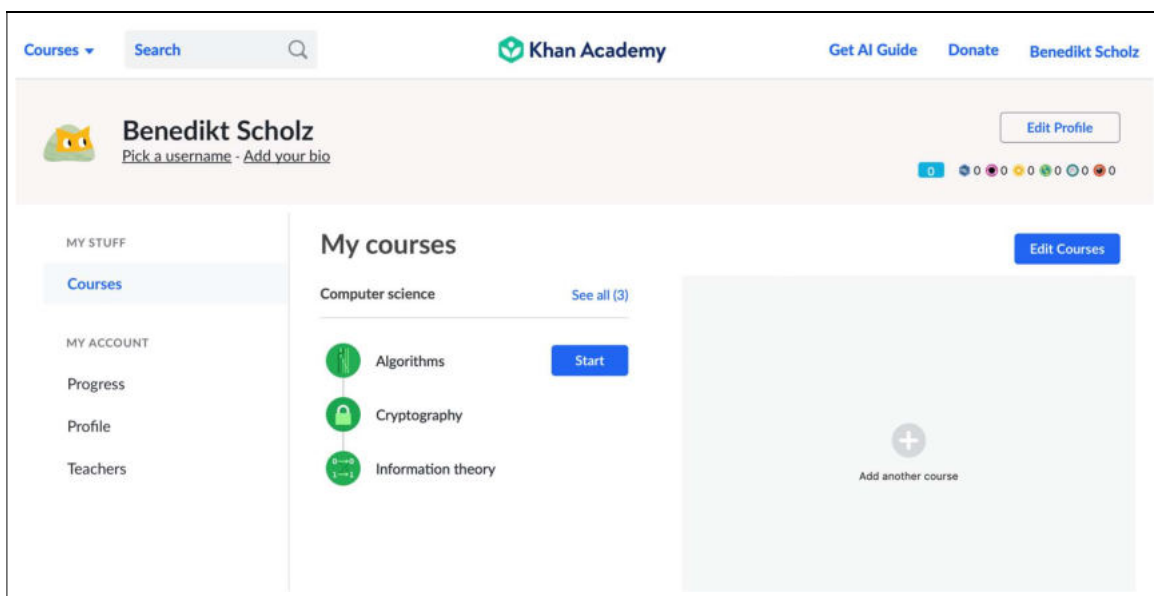 Courses Search Khan Academy Get AI Guide Donate Benedikt Scholz
Benedikt Scholz
Pick a username - Add your bio
Edit Profile
0 0 0 0 0 0 0
MY STUFF
Courses
MY ACCOUNT
Progress
Profile
Teachers
My courses
Edit Courses
Computer science See all (3)
Algorithms Start
Cryptography
Information theory
Add another course